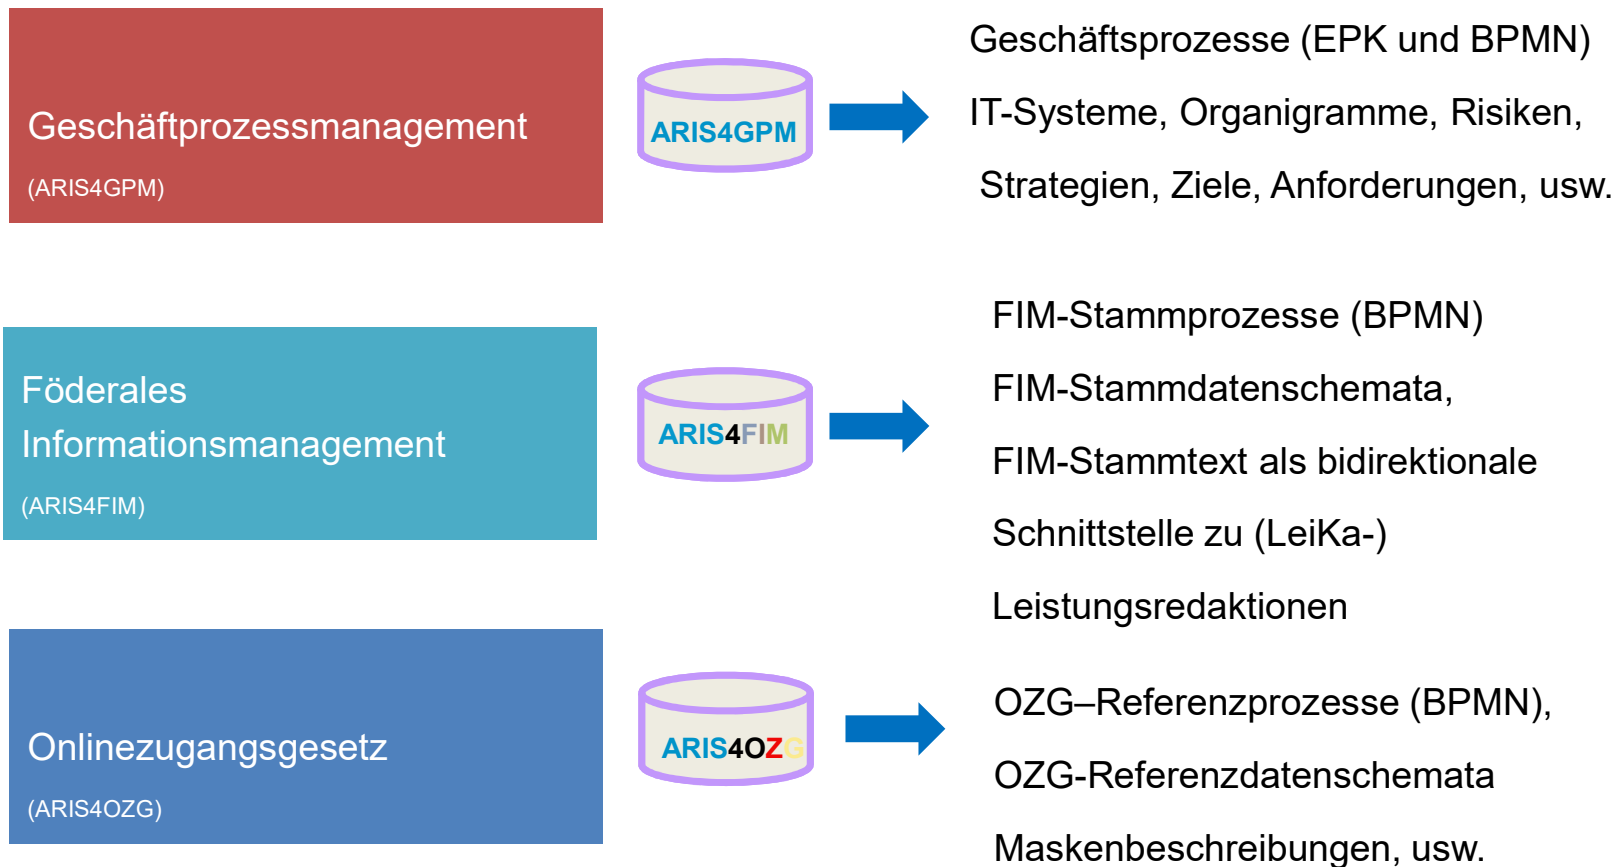 Geschäftprozessmanagement
(ARIS4GPM)
ARIS4GPM
Geschäftsprozesse (EPK und BPMN)
IT-Systeme, Organigramme, Risiken,
Strategien, Ziele, Anforderungen, usw.
Föderales
Informationsmanagement
(ARIS4FIM)
ARIS4FIM
FIM-Stammprozesse (BPMN)
FIM-Stammdatenschemata,
FIM-Stammtext als bidirektionale
Schnittstelle zu (LeiKa-)
Leistungsredaktionen
Onlinezugangsgesetz
(ARIS4OZG)
ARIS4OZG
OZG–Referenzprozesse (BPMN),
OZG-Referenzdatenschemata
Maskenbeschreibungen, usw.